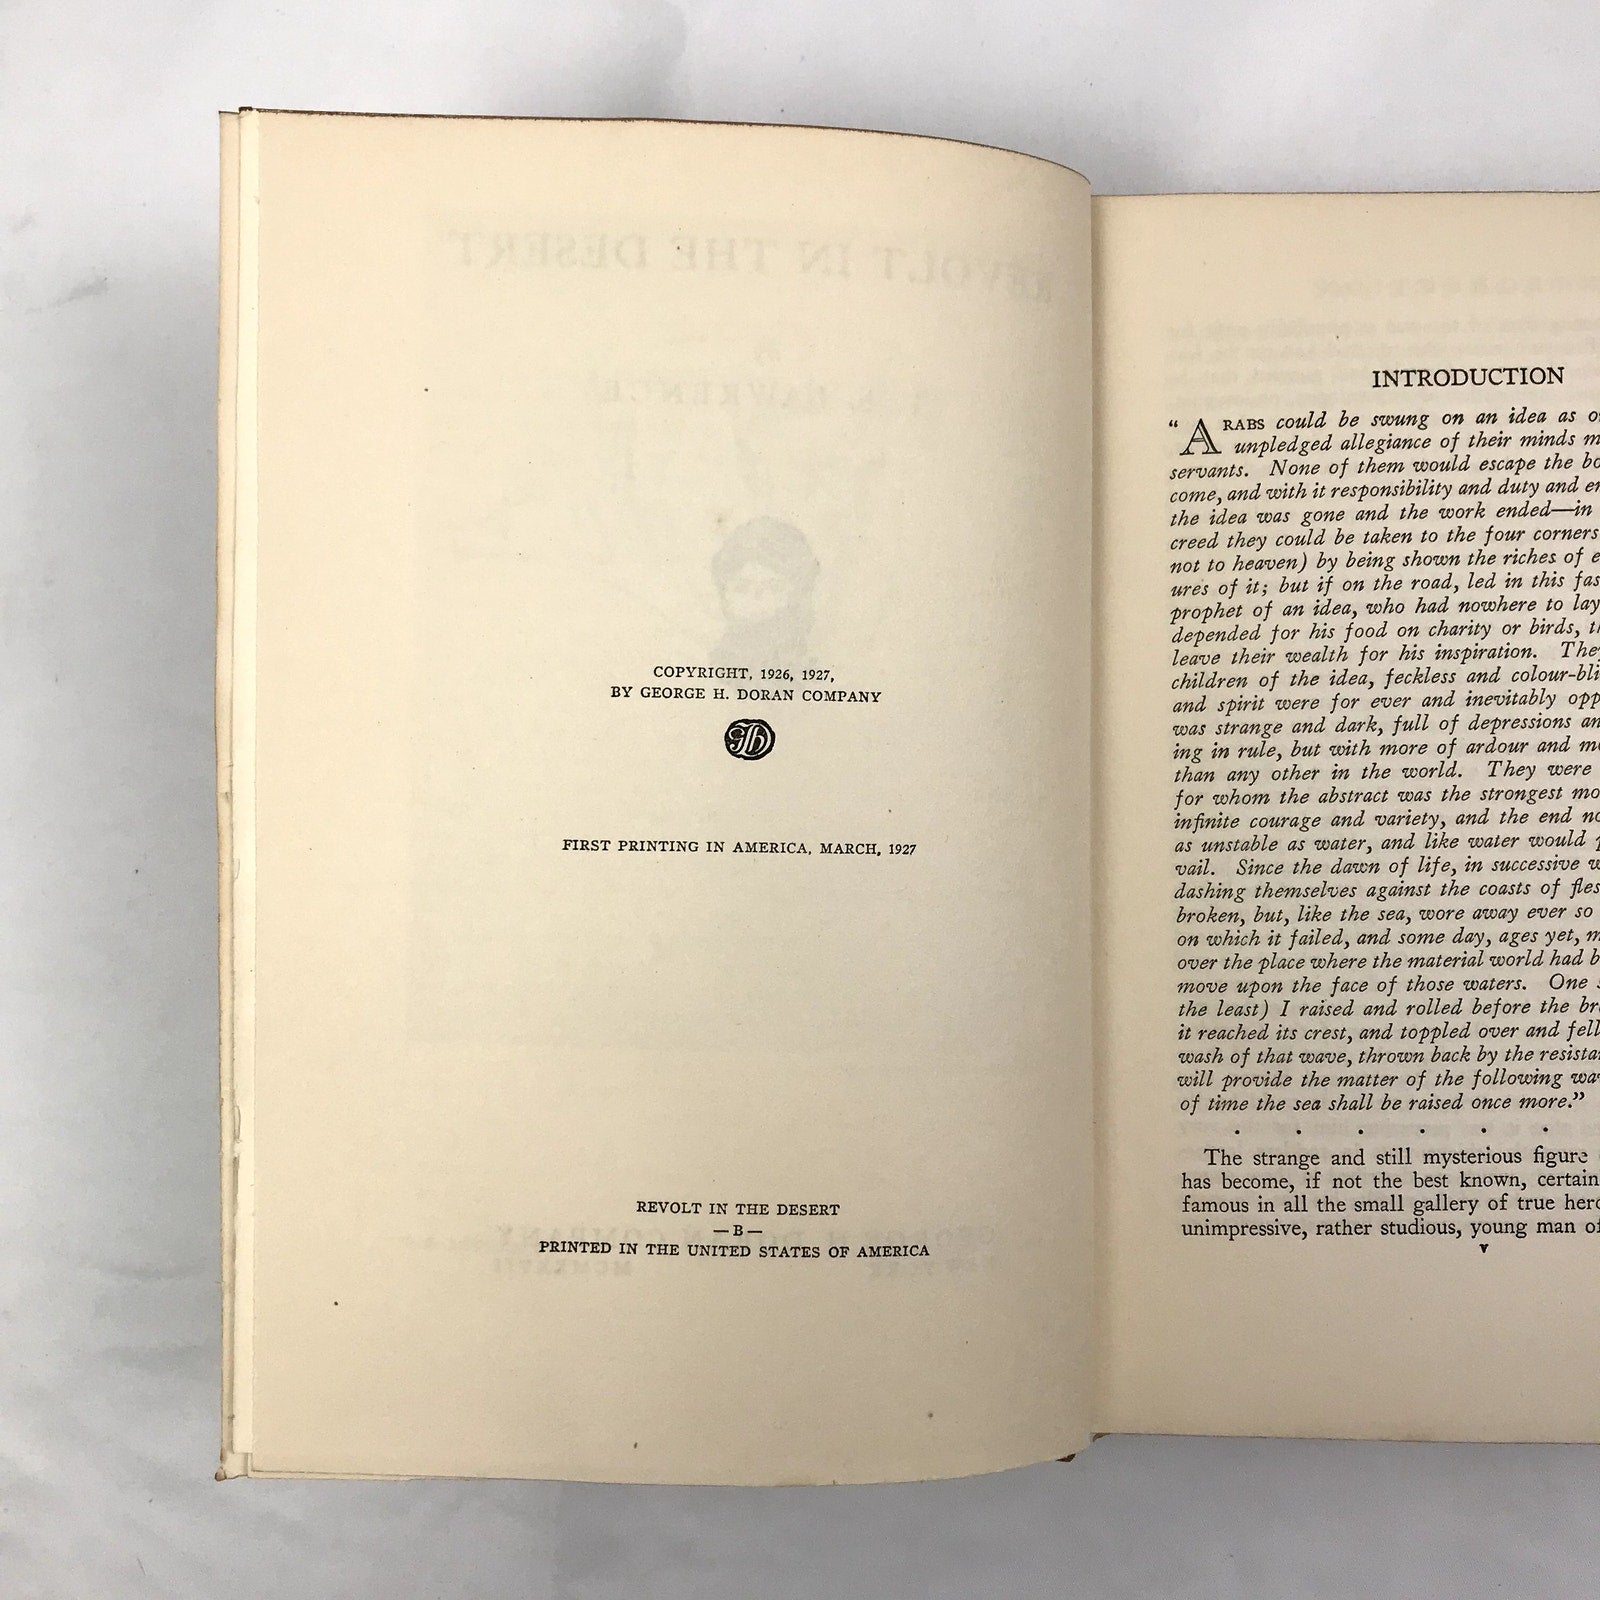 COPYRIGHT, 1926, 1927,
BY GEORGE H. DORAN COMPANY
FIRST PRINTING IN AMERICA, MARCH, 1927
REVOLT IN THE DESERT
—B—
PRINTED IN THE UNITED STATES OF AMERICA
INTRODUCTION
“ARABS could be swung on an idea as
unpledged allegiance of their minds
servants. None of them would escape the
come, and with it responsibility and duty and
the idea was gone and the work ended—in
creed they could be taken to the four corners
not to heaven) by being shown the riches of
ures of it; but if on the road, led in this
prophet of an idea, who had nowhere to lay
depended for his food on charity or birds,
leave their wealth for his inspiration.
children of the idea, feckless and
and spirit were for ever and inevitably
was strange and dark, full of depressions
ing in rule, but with more of ardour and
than any other in the world. They were
for whom the abstract was the strongest
infinite courage and variety, and the end
as unstable as water, and like water would
vail. Since the dawn of life, in successive
dashing themselves against the coasts of
broken, but, like the sea, wore away ever so
on which it failed, and some day, ages yet,
over the place where the material world had
move upon the face of those waters. One
the least) I raised and rolled before the
it reached its crest, and toppled over and fell
wash of that wave, thrown back by the
will provide the matter of the following
of time the sea shall be raised once more.”
. . . . . .
The strange and still mysterious figure
has become, if not the best known,
famous in all the small gallery of true
unimpressive, rather studious, young man
v